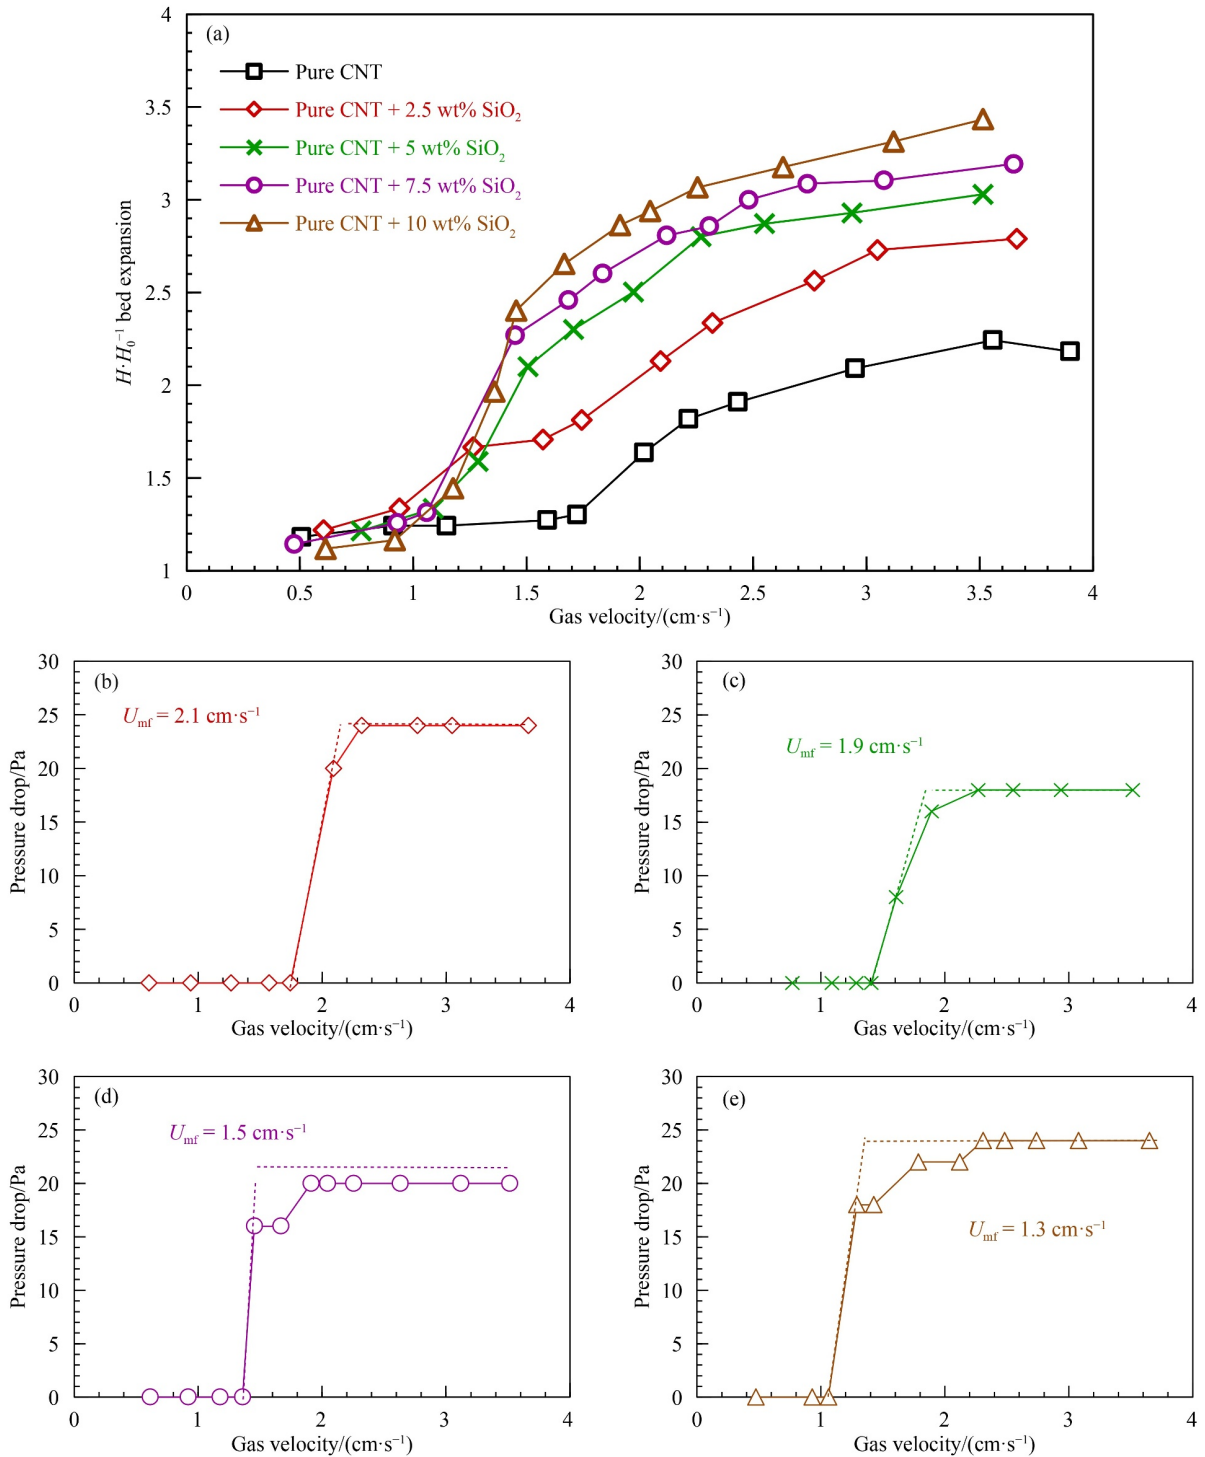 (a)
Pure CNT
Pure CNT + 2.5 wt% SiO₂
Pure CNT + 5 wt% SiO₂
Pure CNT + 7.5 wt% SiO₂
Pure CNT + 10 wt% SiO₂
H·H₀⁻¹ bed expansion
4
3.5
3
2.5
2
1.5
1
0 0.5 1 1.5 2 2.5 3 3.5 4
Gas velocity/(cm·s⁻¹)
(b)
Uₘf = 2.1 cm·s⁻¹
Pressure drop/Pa
30
25
20
15
10
5
0
0 1 2 3 4
Gas velocity/(cm·s⁻¹)
(c)
Uₘf = 1.9 cm·s⁻¹
Pressure drop/Pa
30
25
20
15
10
5
0
0 1 2 3 4
Gas velocity/(cm·s⁻¹)
(d)
Uₘf = 1.5 cm·s⁻¹
Pressure drop/Pa
30
25
20
15
10
5
0
0 1 2 3 4
Gas velocity/(cm·s⁻¹)
(e)
Uₘf = 1.3 cm·s⁻¹
Pressure drop/Pa
30
25
20
15
10
5
0
0 1 2 3 4
Gas velocity/(cm·s⁻¹)